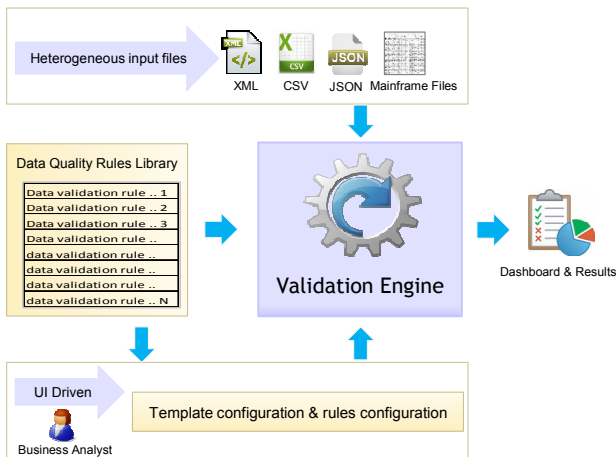 Heterogeneous input files
XML
</>
X
CSV
JSON
XML
CSV
JSON
Mainframe Files
Data Quality Rules Library
Data validation rule .. 1
Data validation rule .. 2
Data validation rule .. 3
Data validation rule ..
data validation rule ..
data validation rule ..
data validation rule ..
data validation rule .. N
Validation Engine
Dashboard & Results
UI Driven
Business Analyst
Template configuration & rules configuration